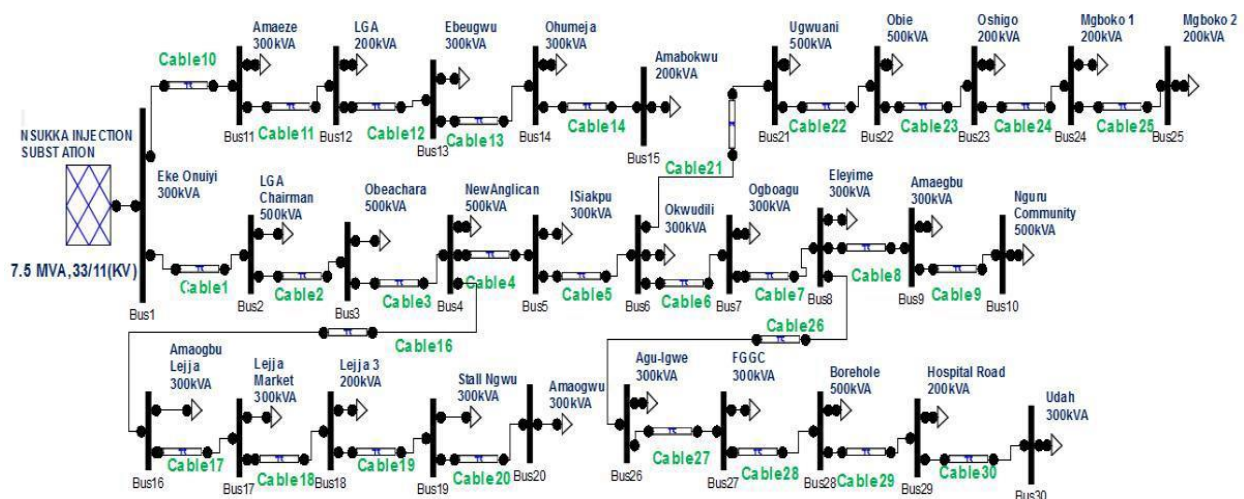 Cable10
Amaeze
300kVA
LGA
200kVA
Ebeugwu
300kVA
Ohumeja
300kVA
Amabokwu
200kVA
Ugwuani
500kVA
Obie
500kVA
Oshigo
200kVA
Mgboko 1
200kVA
Mgboko 2
200kVA
Bus11
Cable11
Bus12
Cable12
Bus13
Cable13
Bus14
Cable14
Bus15
Cable21
Bus21
Cable22
Bus22
Cable23
Bus23
Cable24
Bus24
Cable25
Bus25
NSUKKA INJECTION
SUBSTATION
7.5 MVA,33/11(KV)
Eke Onuiyi
300kVA
LGA
Chairman
500kVA
Obeachara
500kVA
NewAnglican
500kVA
ISiakpu
300kVA
Okwudili
300kVA
Ogboagu
300kVA
Eleyime
300kVA
Amaegbu
300kVA
Nguru
Community
500kVA
Bus1
Cable1
Bus2
Cable2
Bus3
Cable3
Bus4
Cable4
Bus5
Cable5
Bus6
Cable6
Bus7
Cable7
Bus8
Cable8
Bus9
Cable9
Bus10
Cable16
Cable26
Amaogbu
Lejja
300kVA
Lejja
Market
300kVA
Lejja 3
200kVA
Stall Ngwu
300kVA
Amaogwu
300kVA
Agu-Igwe
300kVA
FGGC
300kVA
Borehole
500kVA
Hospital Road
200kVA
Udah
300kVA
Bus16
Cable17
Bus17
Cable18
Bus18
Cable19
Bus19
Cable20
Bus20
Bus26
Cable27
Bus27
Cable28
Bus28
Cable29
Bus29
Cable30
Bus30